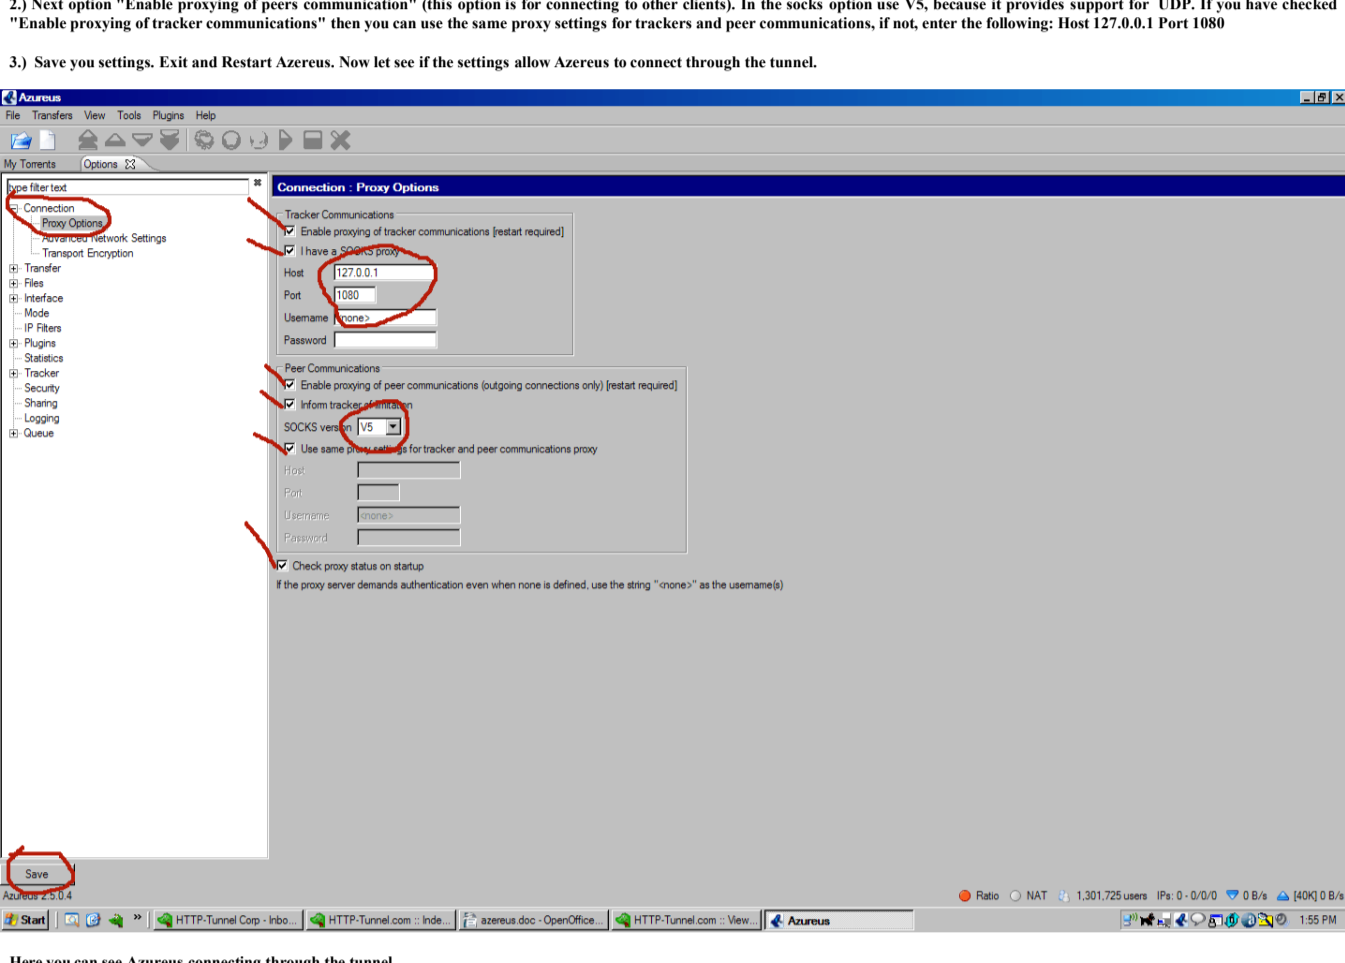 2.) Next option "Enable proxying of peers communication" (this option is for connecting to other clients). In the socks option use V5, because it provides support for UDP. If you have checked
"Enable proxying of tracker communications" then you can use the same proxy settings for trackers and peer communications, if not, enter the following: Host 127.0.0.1 Port 1080
3.) Save you settings. Exit and Restart Azereus. Now let see if the settings allow Azereus to connect through the tunnel.
Azureus
File Transfers View Tools Plugins Help
My Torrents Options
type filter text
Connection : Proxy Options
Connection
Proxy Options
Advanced Network Settings
Transport Encryption
Transfer
Files
Interface
Mode
IP Filters
Plugins
Statistics
Tracker
Security
Sharing
Logging
Queue
Tracker Communications
Enable proxying of tracker communications [restart required]
I have a SOCKS proxy
Host 127.0.0.1
Port 1080
Username <none>
Password
Peer Communications
Enable proxying of peer communications (outgoing connections only) [restart required]
Inform tracker of limitation
SOCKS version V5
Use same proxy settings for tracker and peer communications proxy
Host
Port
Username <none>
Password
Check proxy status on startup
If the proxy server demands authentication even when none is defined, use the string "<none>" as the username(s)
Save
Azureus 2.5.0.4
Ratio NAT 1,301,725 users IPs: 0 - 0/0/0 0 B/s [40K] 0 B/s
Start » HTTP-Tunnel Corp - Inbo... HTTP-Tunnel.com :: Inde... azereus.doc - OpenOffice... HTTP-Tunnel.com :: View... Azureus 1:55 PM
Here you can see Azureus connecting through the tunnel